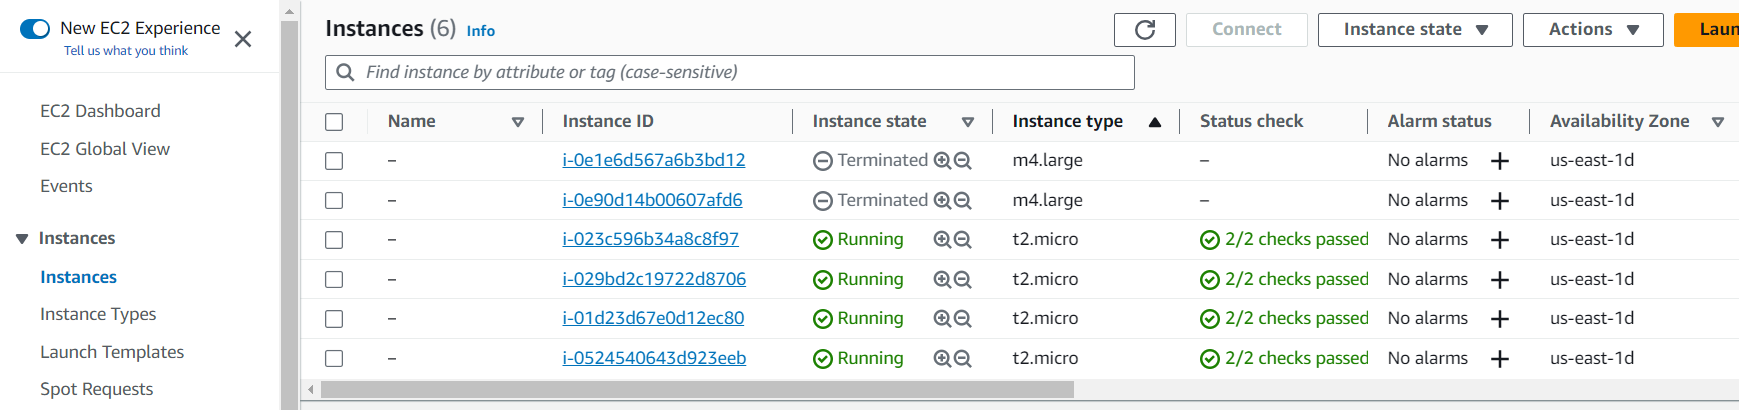 New EC2 Experience
Tell us what you think
EC2 Dashboard
EC2 Global View
Events
Instances
Instances
Instance Types
Launch Templates
Spot Requests
Instances (6) Info
Connect Instance state Actions Laun
Find instance by attribute or tag (case-sensitive)
Name Instance ID Instance state Instance type Status check Alarm status Availability Zone
– i-0e1e6d567a6b3bd12 Terminated m4.large – No alarms us-east-1d
– i-0e90d14b00607afd6 Terminated m4.large – No alarms us-east-1d
– i-023c596b34a8c8f97 Running t2.micro 2/2 checks passed No alarms us-east-1d
– i-029bd2c19722d8706 Running t2.micro 2/2 checks passed No alarms us-east-1d
– i-01d23d67e0d12ec80 Running t2.micro 2/2 checks passed No alarms us-east-1d
– i-0524540643d923eeb Running t2.micro 2/2 checks passed No alarms us-east-1d